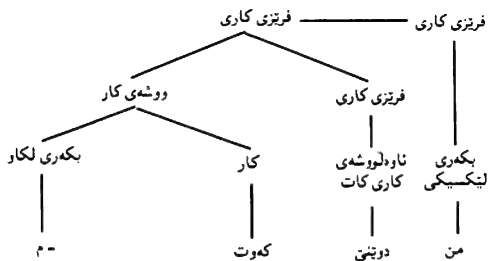 فرێزی کاری فرێزی کاری
فرێزی کاری ووشەی کار
بکەری لێکسیکی ناوەڵووشەی کاری کات کار بکەری لکاو
من دوێنێ کەوت -م